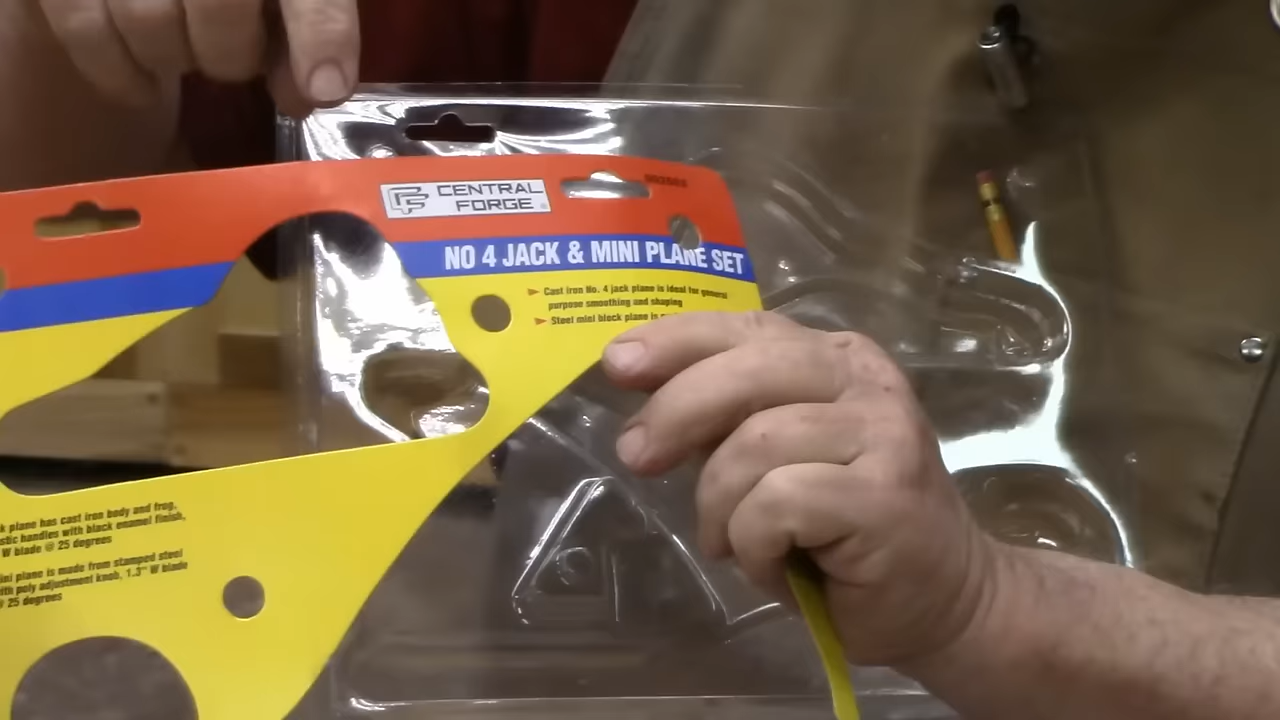 CENTRAL
FORGE
NO 4 JACK & MINI PLANE SET
Cast iron No. 4 jack plane is ideal for general
purpose smoothing and shaping
Steel mini block plane is
k plane has cast iron body and frog,
stic handles with black enamel finish,
W blade @ 25 degrees
ini plane is made from stamped steel
ith poly adjustment knob, 1.3" W blade
@ 25 degrees